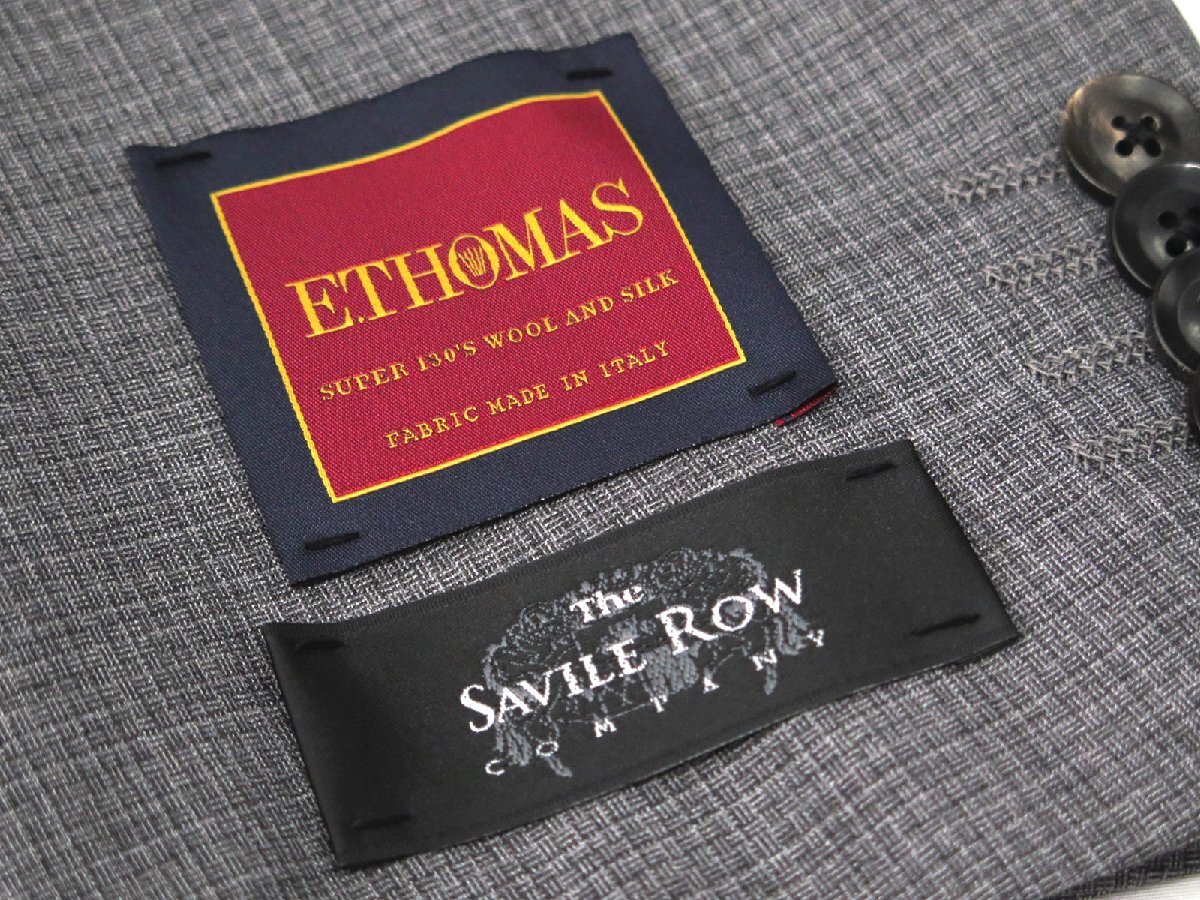 E.THOMAS
SUPER 130'S WOOL AND SILK
FABRIC MADE IN ITALY
The
SAVILE ROW
COMPANY